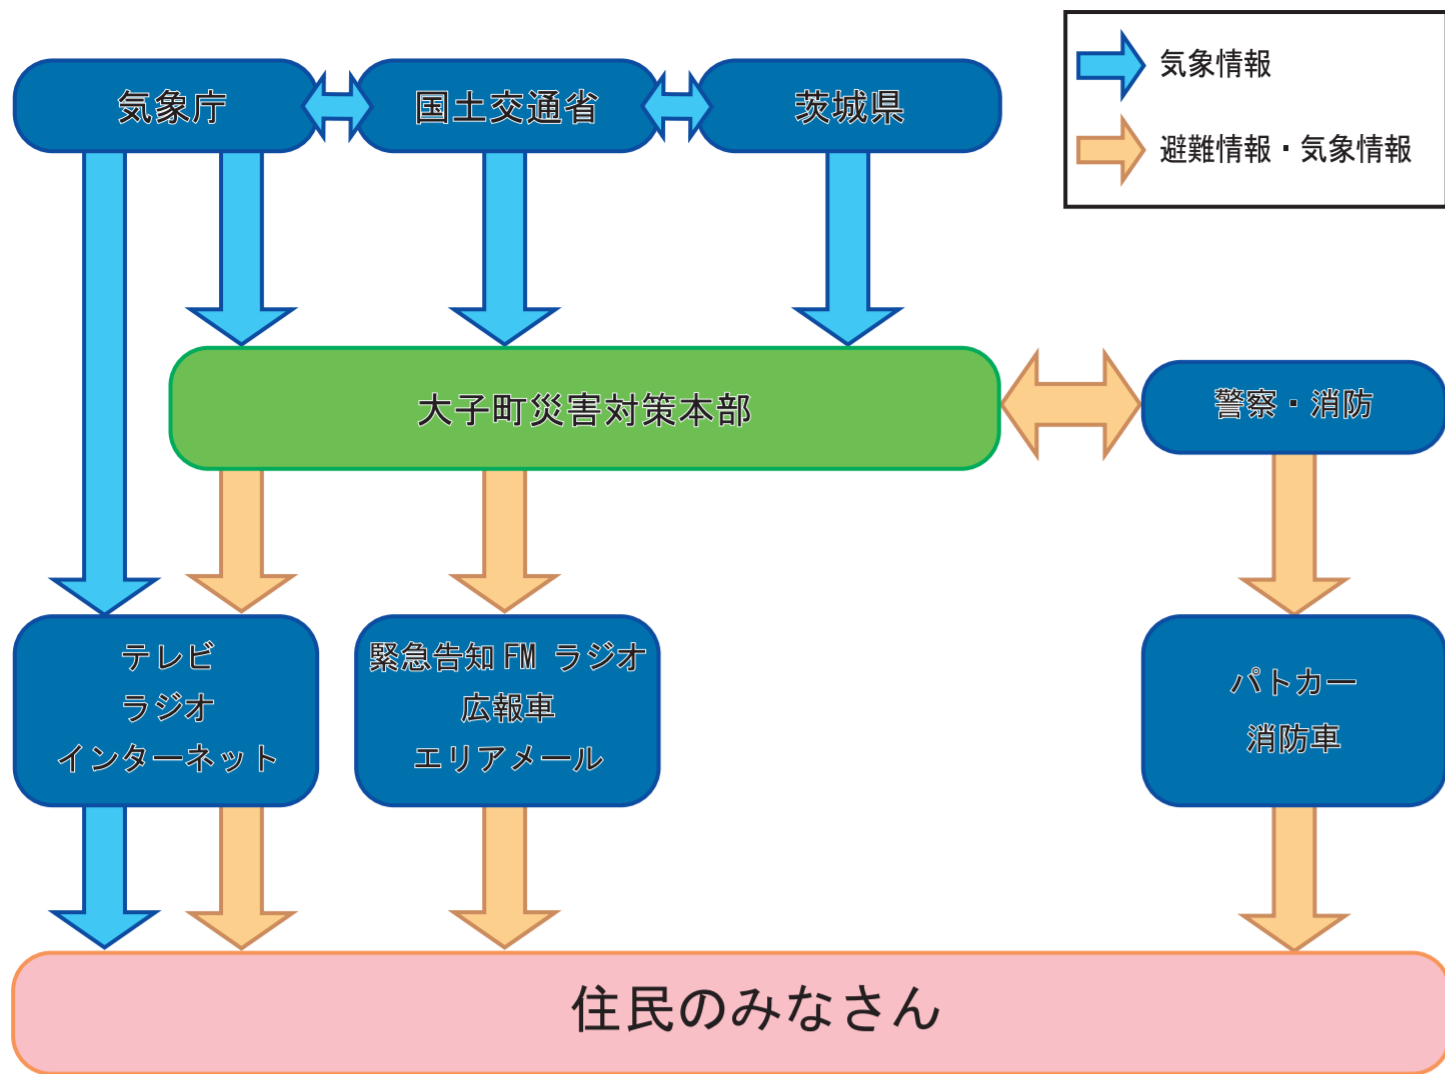 気象情報
避難情報・気象情報
気象庁
国土交通省
茨城県
大子町災害対策本部
警察・消防
テレビ
ラジオ
インターネット
緊急告知 FM ラジオ
広報車
エリアメール
パトカー
消防車
住民のみなさん